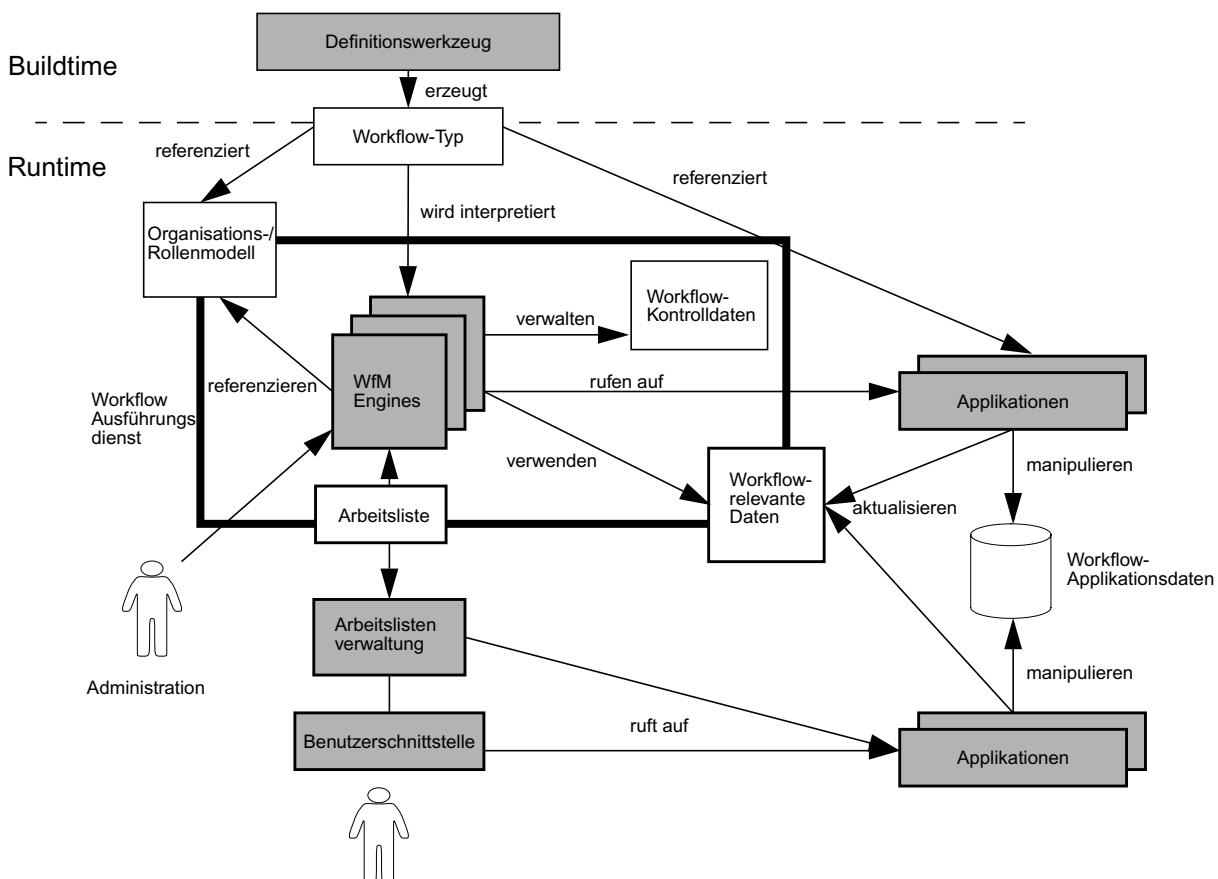 Definitionswerkzeug
Buildtime
erzeugt
Workflow-Typ
Runtime
referenziert
referenziert
wird interpretiert
Organisations-/
Rollenmodell
Workflow-
Kontrolldaten
verwalten
referenzieren
WfM
Engines
rufen auf
Applikationen
Workflow
Ausführungs
dienst
verwenden
Workflow-
relevante
Daten
manipulieren
aktualisieren
Arbeitsliste
Workflow-
Applikationsdaten
Arbeitslisten
verwaltung
Administration
manipulieren
Benutzerschnittstelle
ruft auf
Applikationen